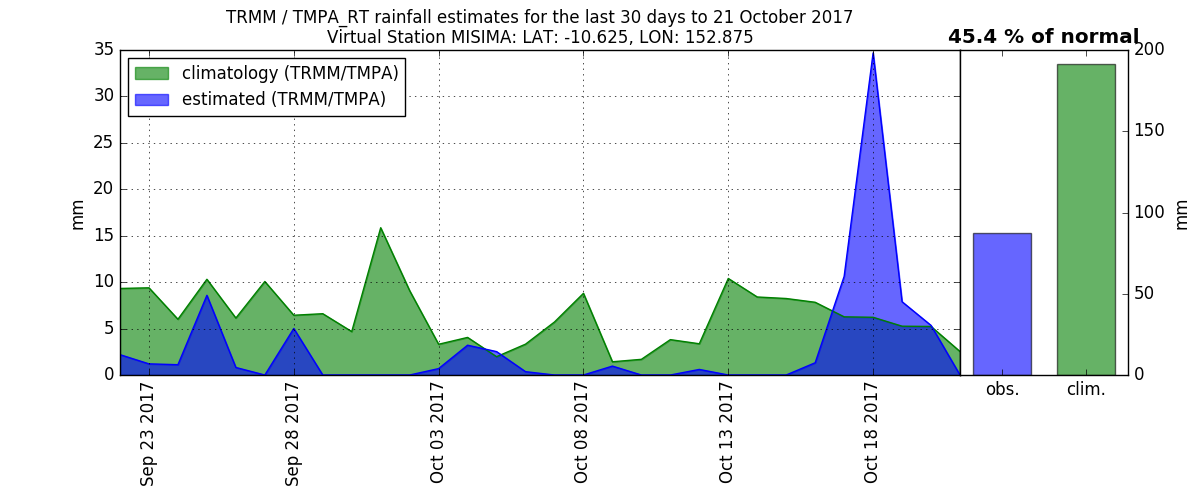 TRMM / TMPA_RT rainfall estimates for the last 30 days to 21 October 2017
Virtual Station MISIMA: LAT: -10.625, LON: 152.875
45.4 % of normal
climatology (TRMM/TMPA)
estimated (TRMM/TMPA)
35
30
25
20
15
10
5
0
mm
200
150
100
50
0
mm
Sep 23 2017
Sep 28 2017
Oct 03 2017
Oct 08 2017
Oct 13 2017
Oct 18 2017
obs.
clim.